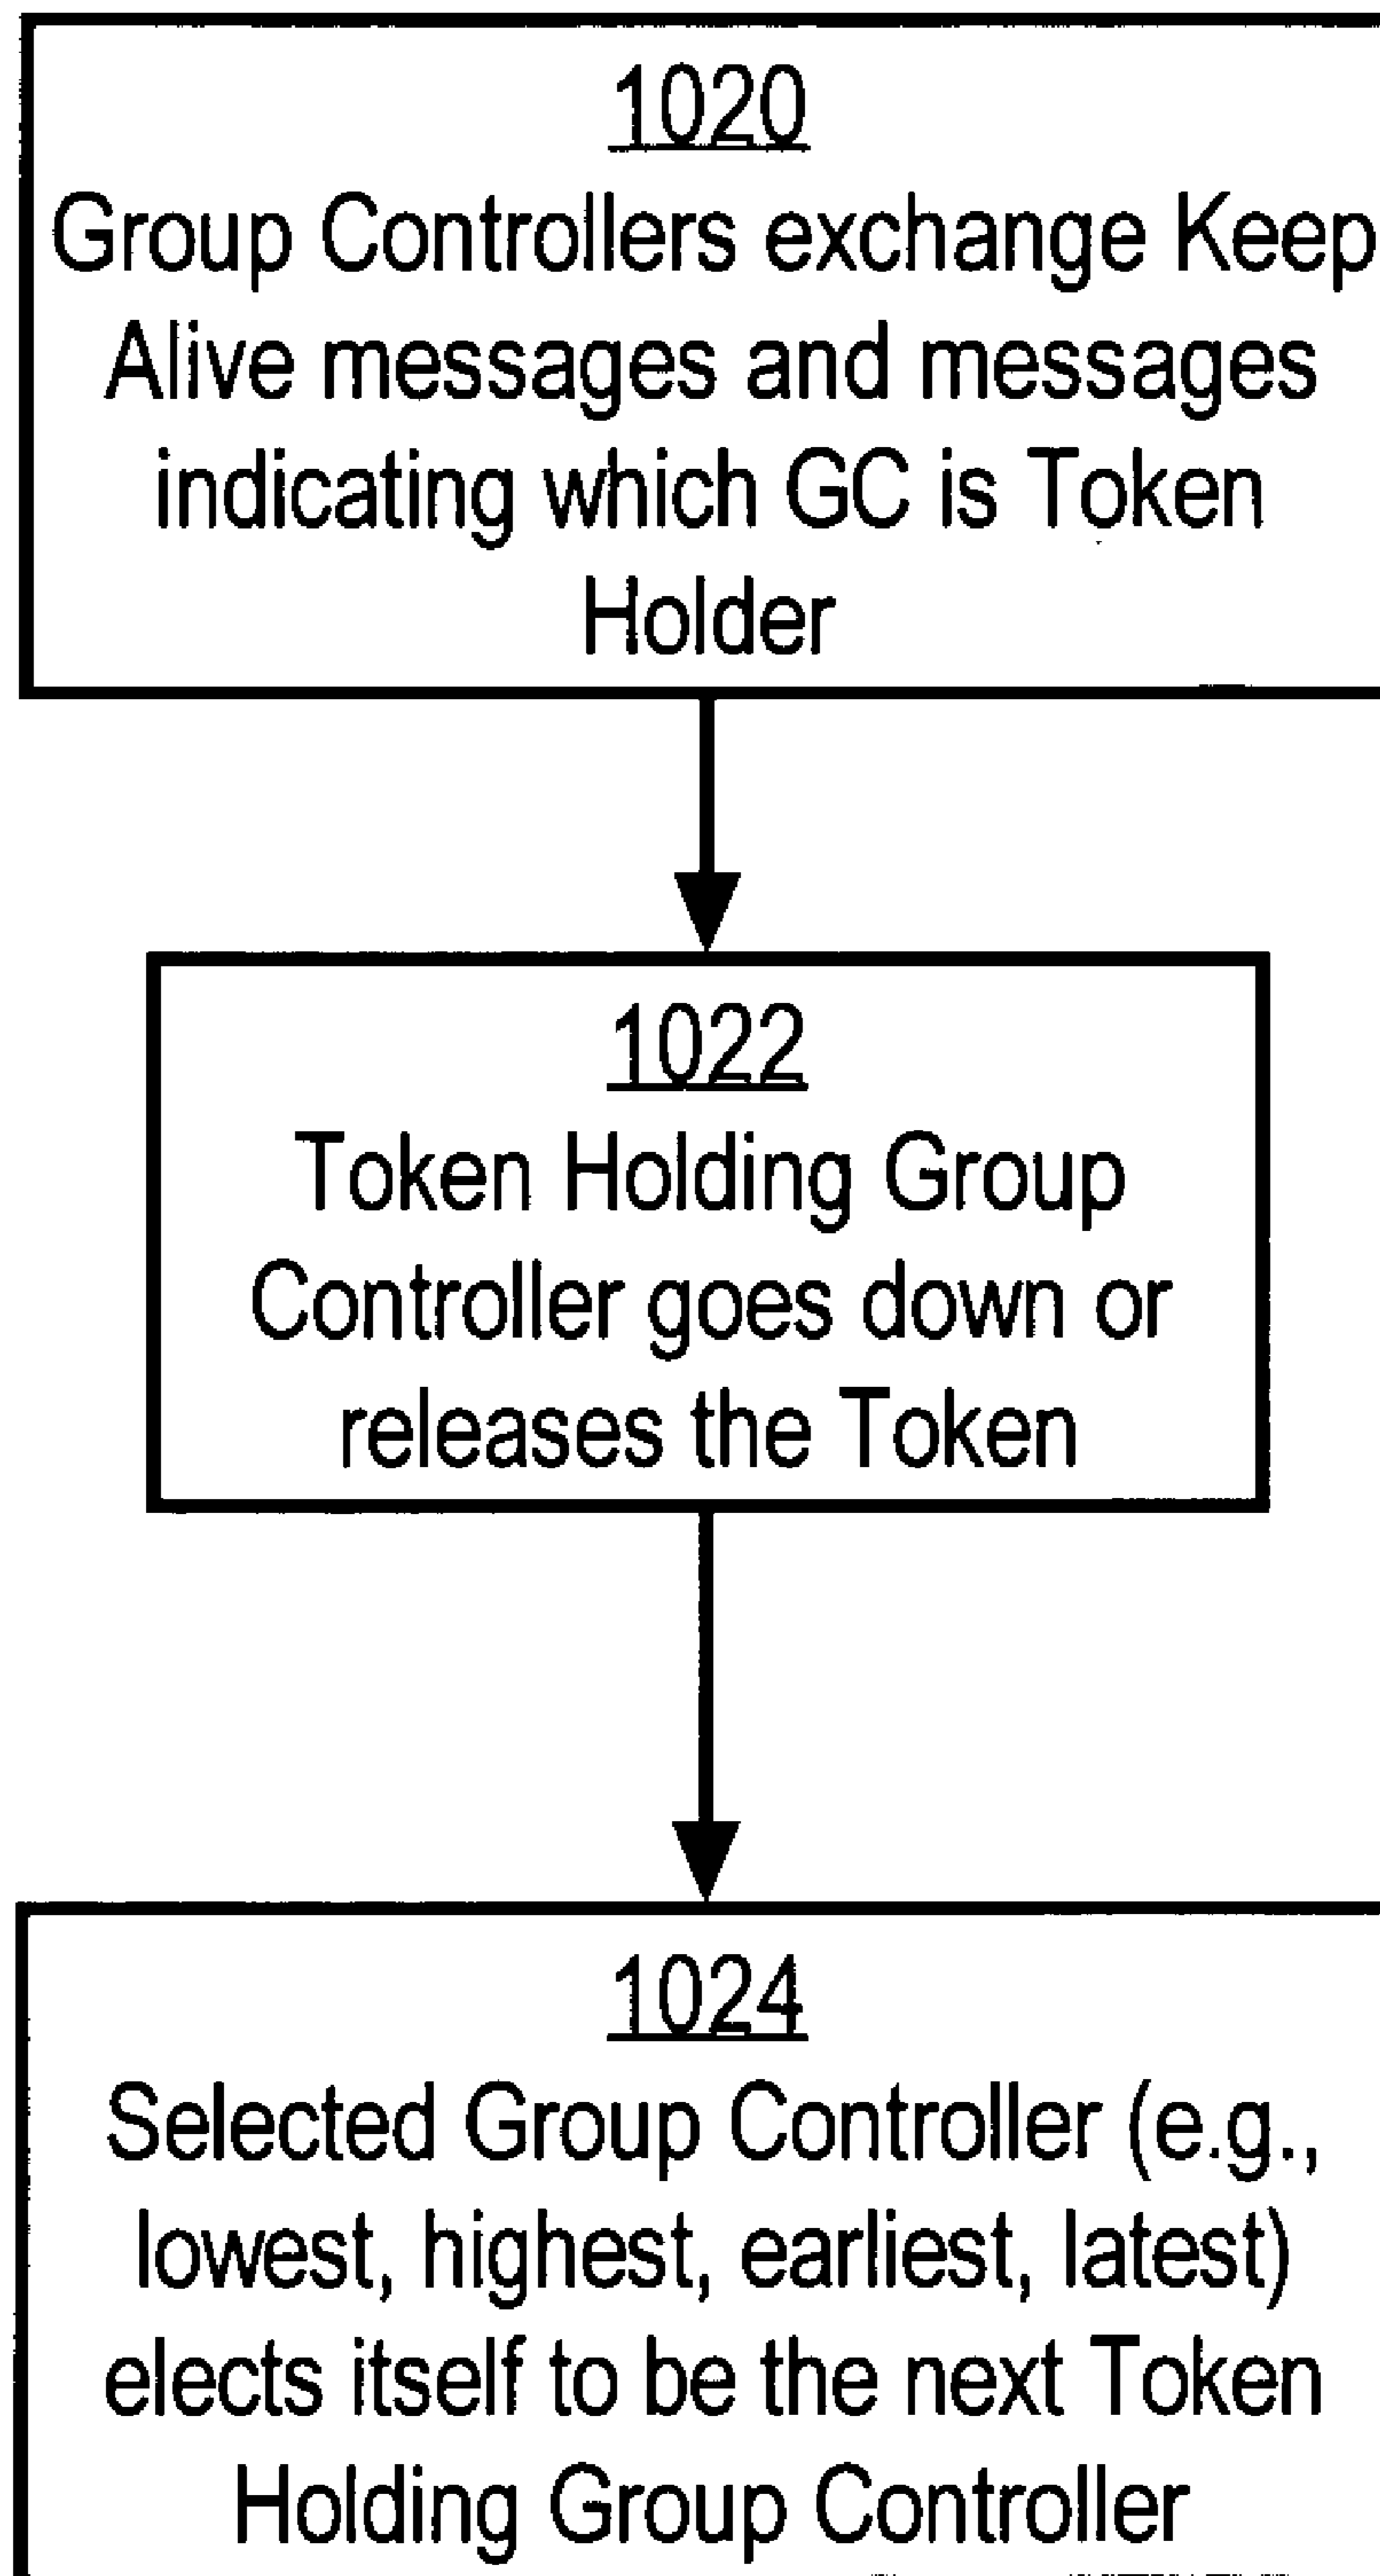 1020
Group Controllers exchange Keep
Alive messages and messages
indicating which GC is Token
Holder
1022
Token Holding Group
Controller goes down or
releases the Token
1024
Selected Group Controller (e.g.,
lowest, highest, earliest, latest)
elects itself to be the next Token
Holding Group Controller